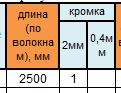 длина
(по
волокна
м), мм
кромка
2мм
0,4м
м
2500
1